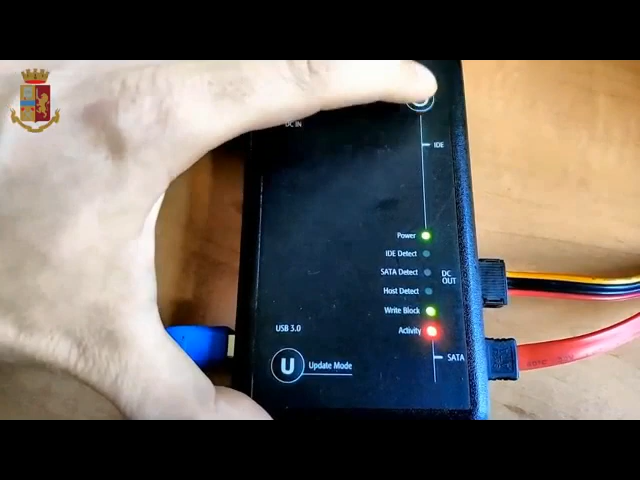 DC IN
IDE
Power
IDE Detect
SATA Detect
DC OUT
Host Detect
Write Block
USB 3.0
Activity
SATA
U Update Mode